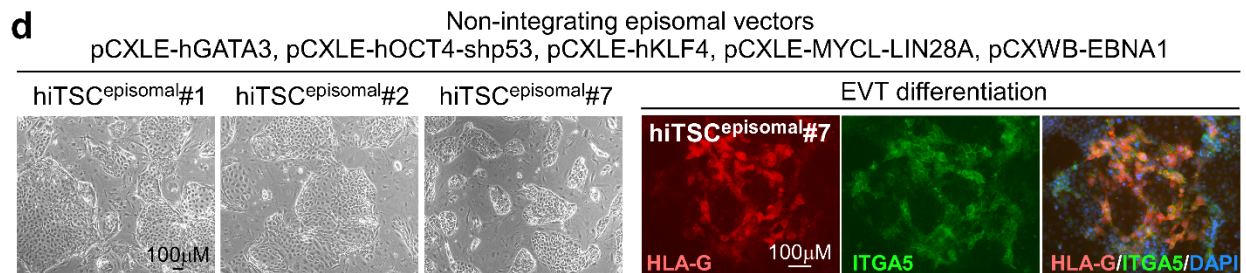 d
Non-integrating episomal vectors
pCXLE-hGATA3, pCXLE-hOCT4-shp53, pCXLE-hKLF4, pCXLE-MYCL-LIN28A, pCXWB-EBNA1
hiTSCepisomal#1 hiTSCepisomal#2 hiTSCepisomal#7 EVT differentiation
hiTSCepisomal#7
100μM 100μM
HLA-G ITGA5 HLA-G/ITGA5/DAPI